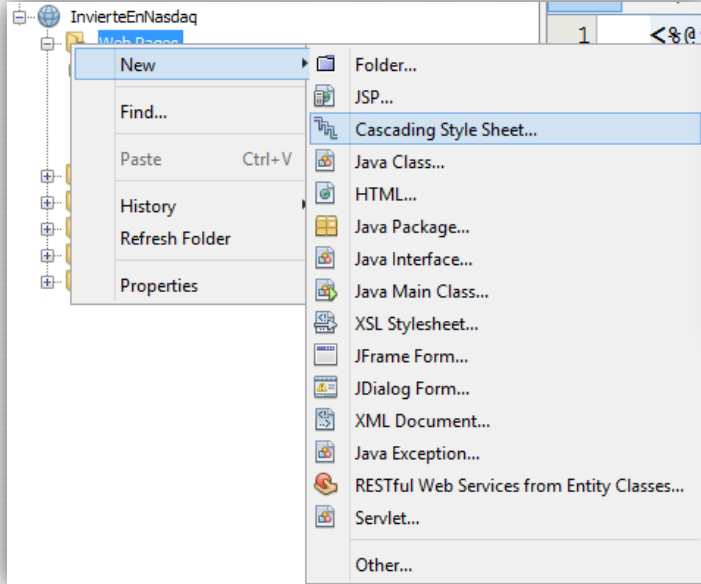 InvierteEnNasdaq
Web Pages
1 <%@
New
Find...
Paste Ctrl+V
History
Refresh Folder
Properties
Folder...
JSP...
Cascading Style Sheet...
Java Class...
HTML...
Java Package...
Java Interface...
Java Main Class...
XSL Stylesheet...
JFrame Form...
JDialog Form...
XML Document...
Java Exception...
RESTful Web Services from Entity Classes...
Servlet...
Other...